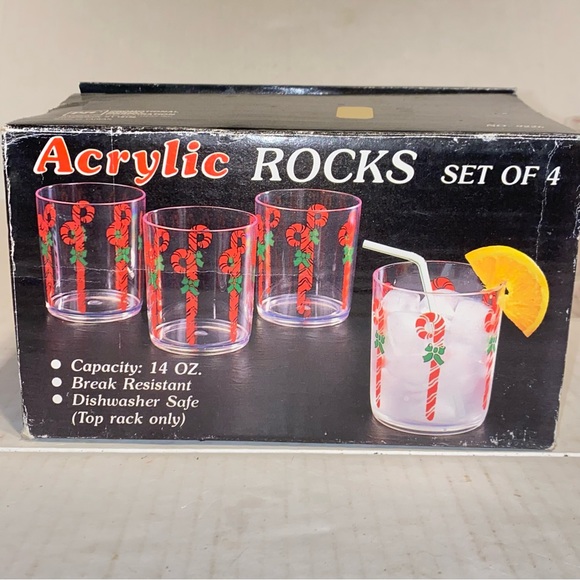 Acrylic ROCKS SET OF 4
• Capacity: 14 OZ.
• Break Resistant
• Dishwasher Safe
(Top rack only)